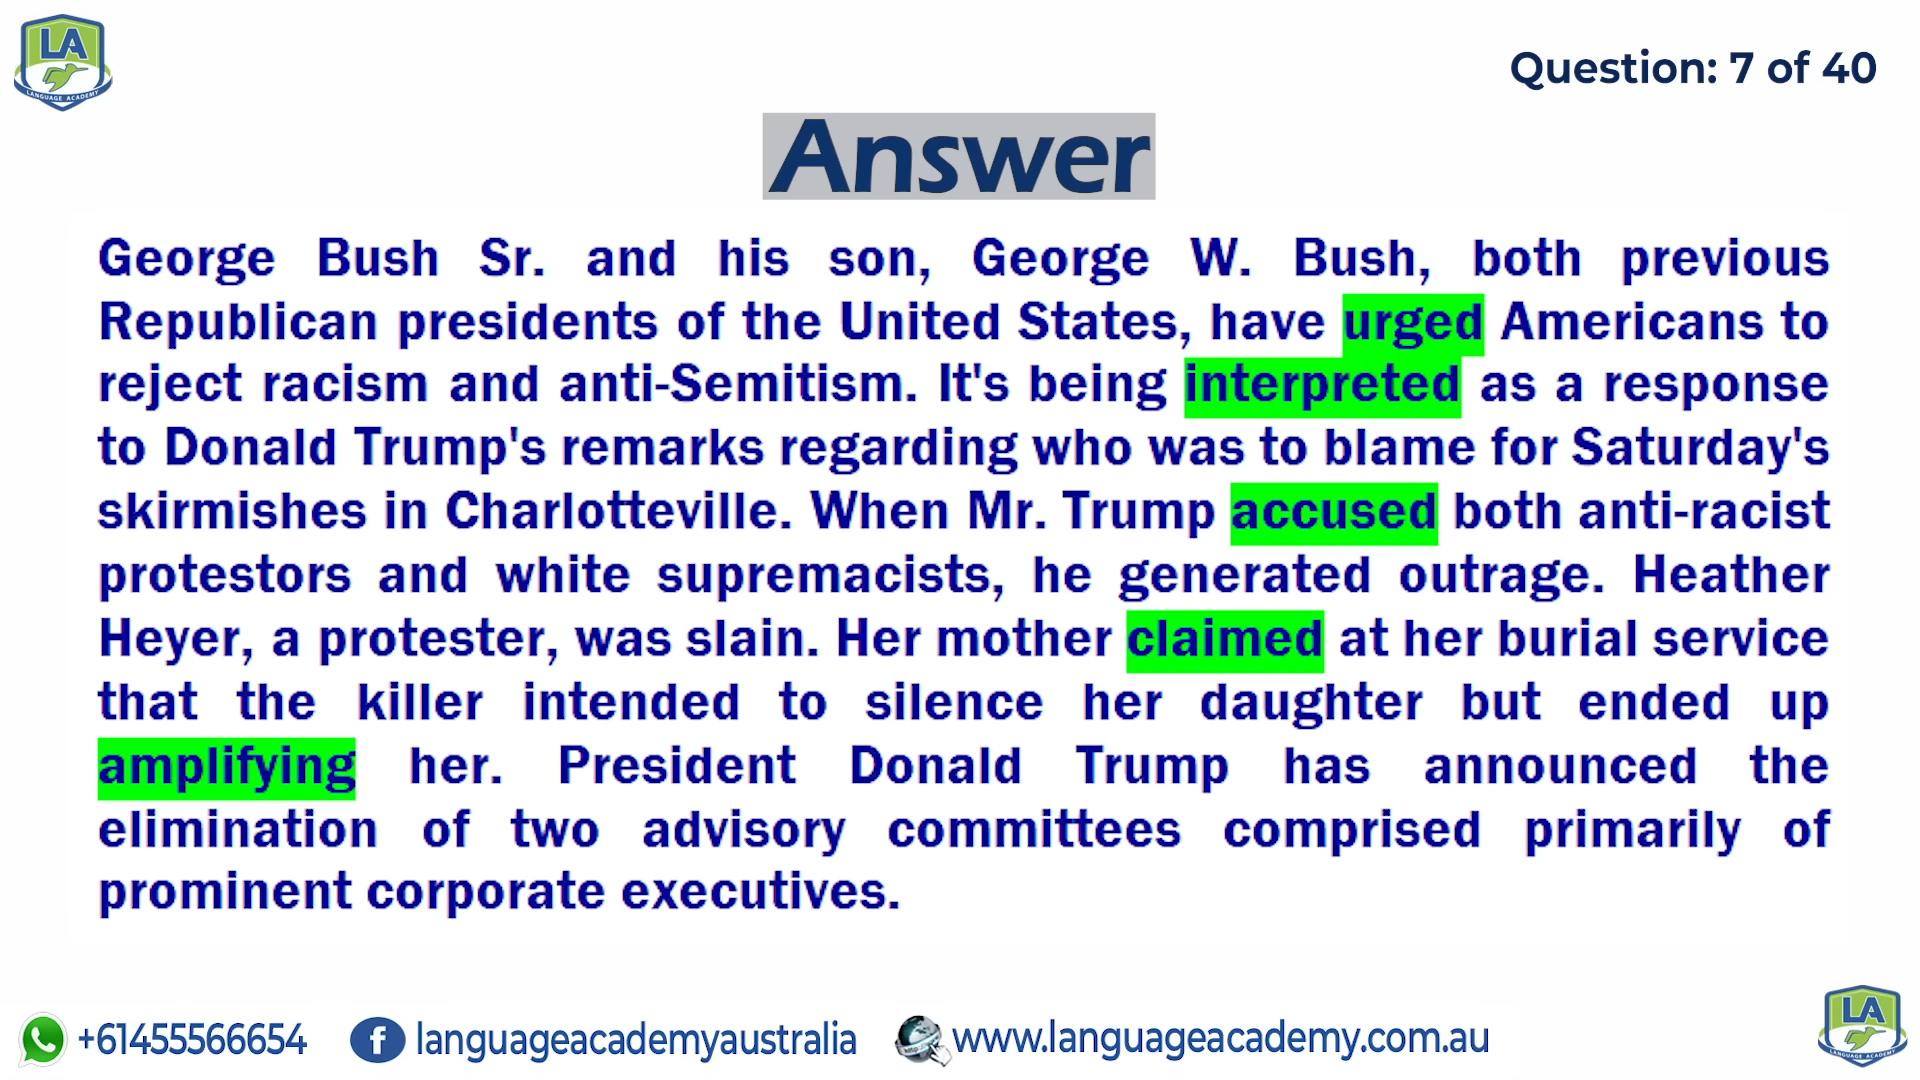 LA
LANGUAGE ACADEMY
Question: 7 of 40
Answer
George Bush Sr. and his son, George W. Bush, both previous
Republican presidents of the United States, have urged Americans to
reject racism and anti-Semitism. It's being interpreted as a response
to Donald Trump's remarks regarding who was to blame for Saturday's
skirmishes in Charlotteville. When Mr. Trump accused both anti-racist
protestors and white supremacists, he generated outrage. Heather
Heyer, a protester, was slain. Her mother claimed at her burial service
that the killer intended to silence her daughter but ended up
amplifying her. President Donald Trump has announced the
elimination of two advisory committees comprised primarily of
prominent corporate executives.
+61455566654
f
languageacademyaustralia
http
www.languageacademy.com.au
LA
LANGUAGE ACADEMY